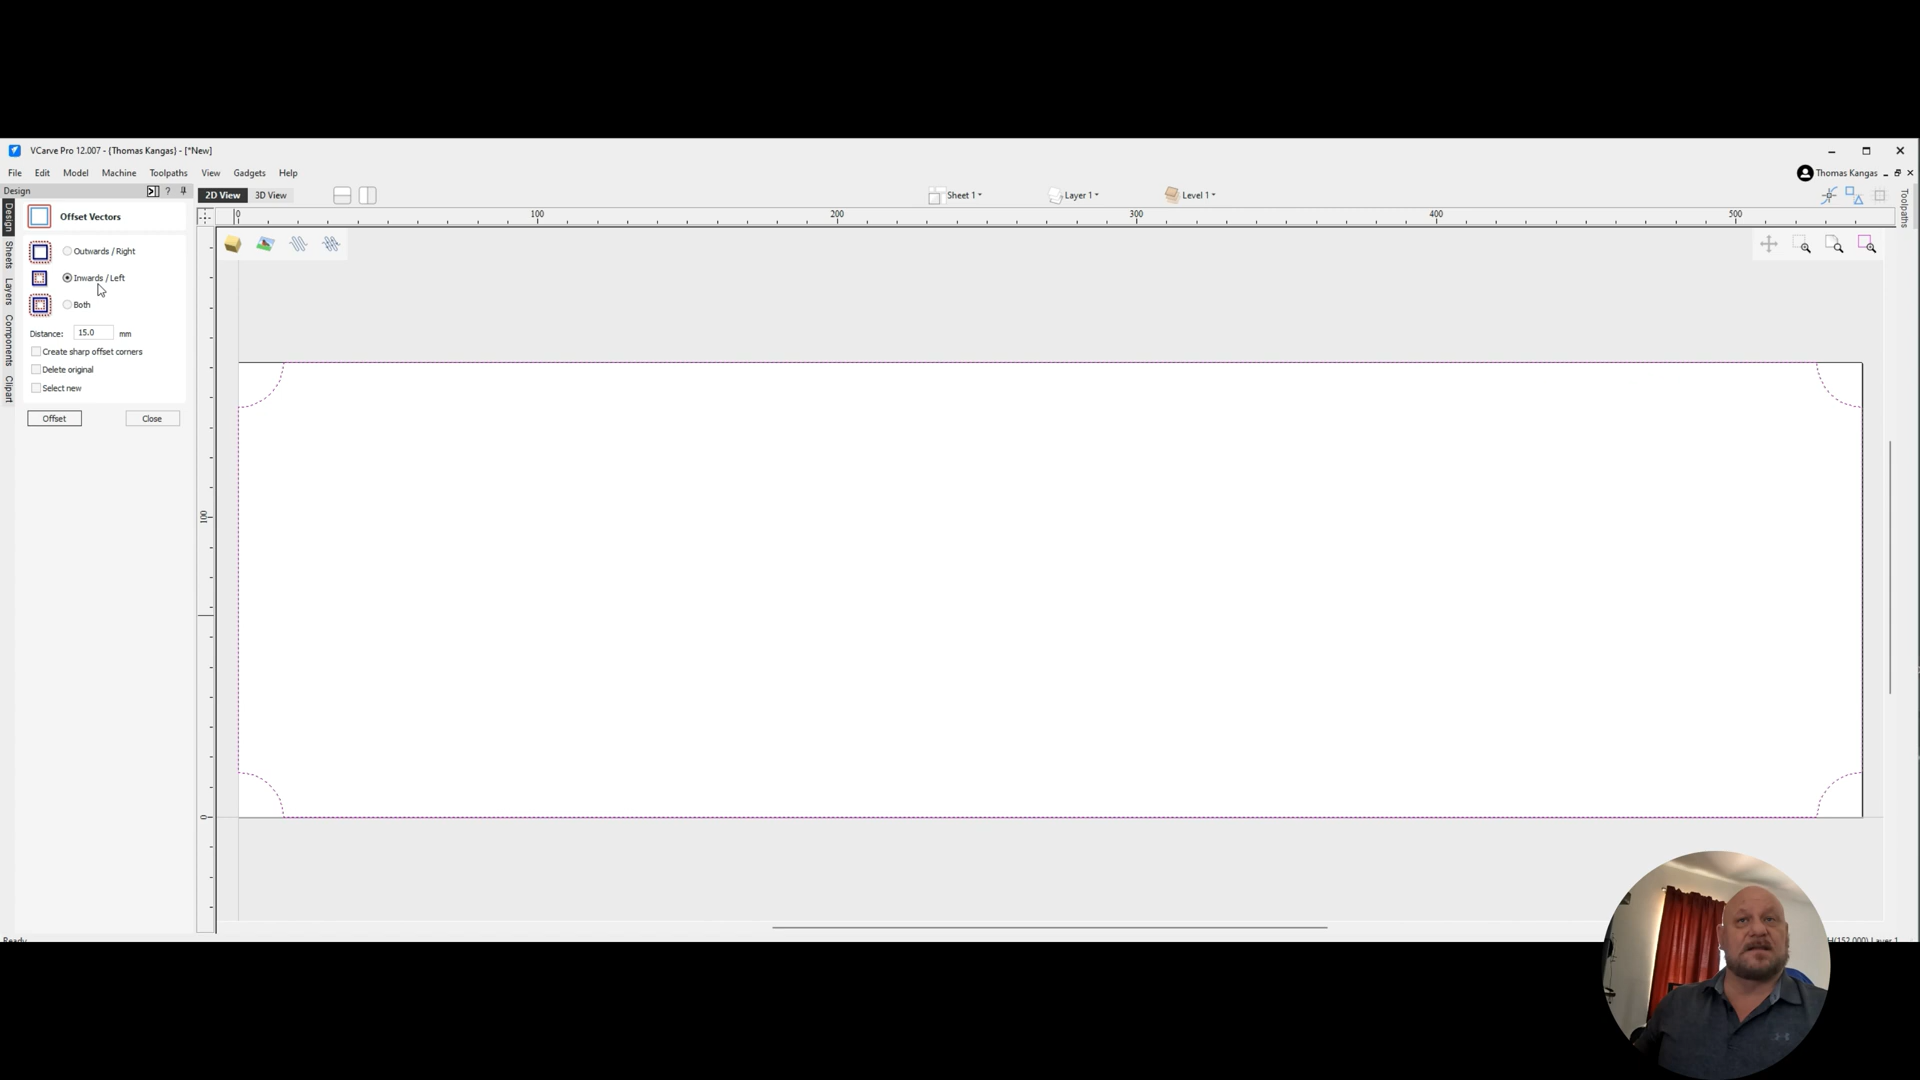 VCarve Pro 12.007 - {Thomas Kangas} - [*New]
File Edit Model Machine Toolpaths View Gadgets Help
Thomas Kangas
Design
?
2D View 3D View
Sheet 1
Layer 1
Level 1
Offset Vectors
Outwards / Right
Inwards / Left
Both
Distance: 15.0 mm
Create sharp offset corners
Delete original
Select new
Offset Close
Design
Sheets
Layers
Components
Clipart
Toolpaths
0 100 200 300 400 500
100
0
Ready